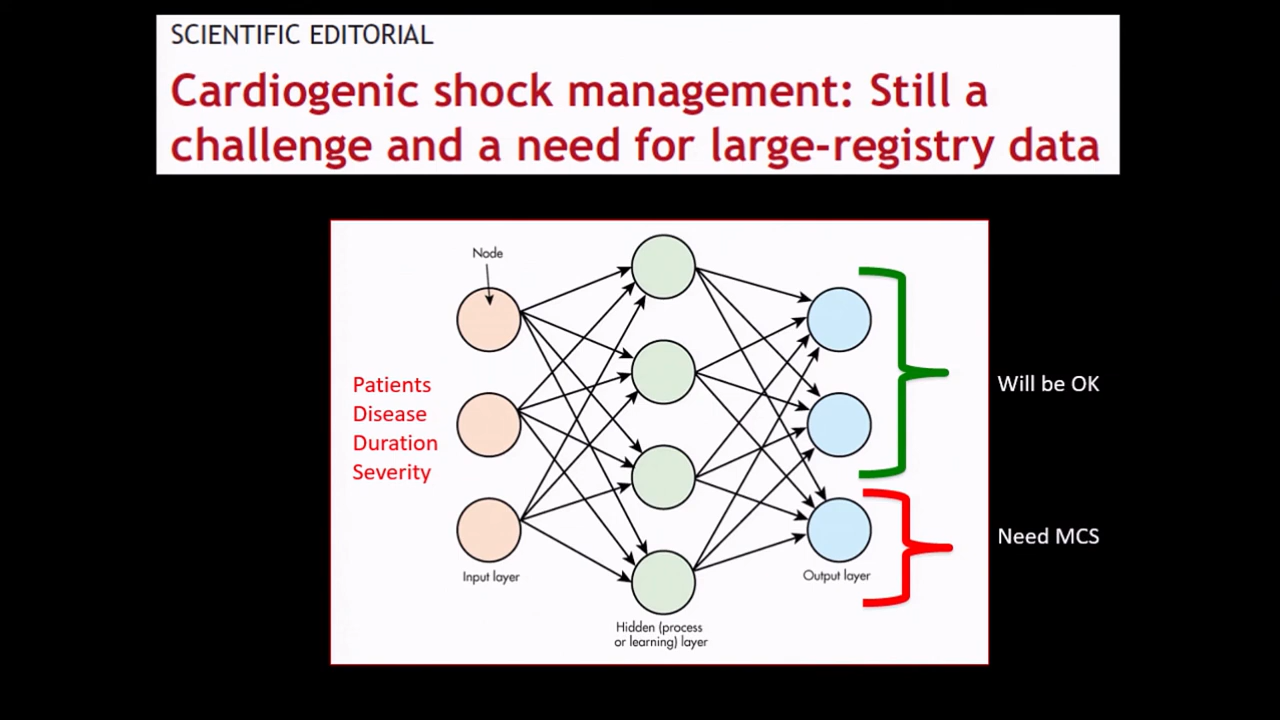 SCIENTIFIC EDITORIAL
Cardiogenic shock management: Still a
challenge and a need for large-registry data
Node
Patients
Disease
Duration
Severity
Will be OK
Need MCS
Input layer
Output layer
Hidden (process
or learning) layer